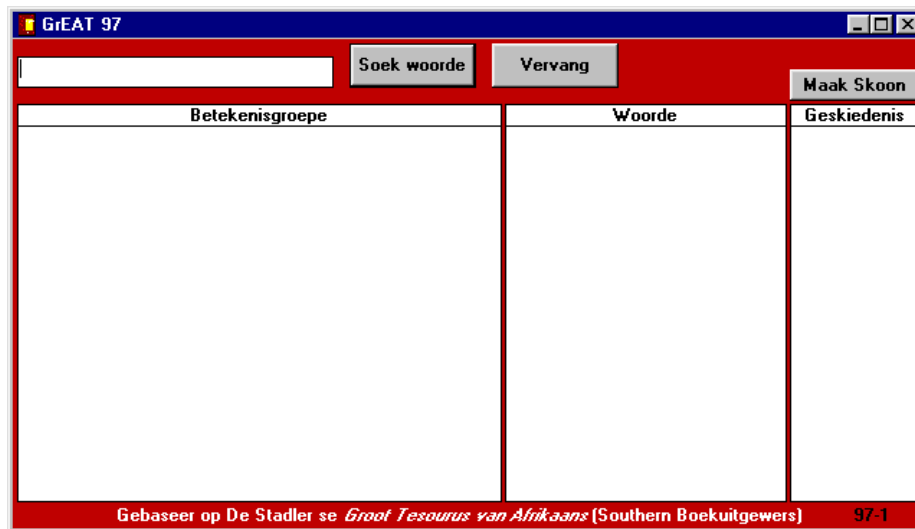 GrEAT 97
Soek woorde
Vervang
Maak Skoon
Betekenisgroepe
Woorde
Geskiedenis
Gebaseer op De Stadler se Groot Tesourus van Afrikaans (Southern Boekuitgewers)
97-1